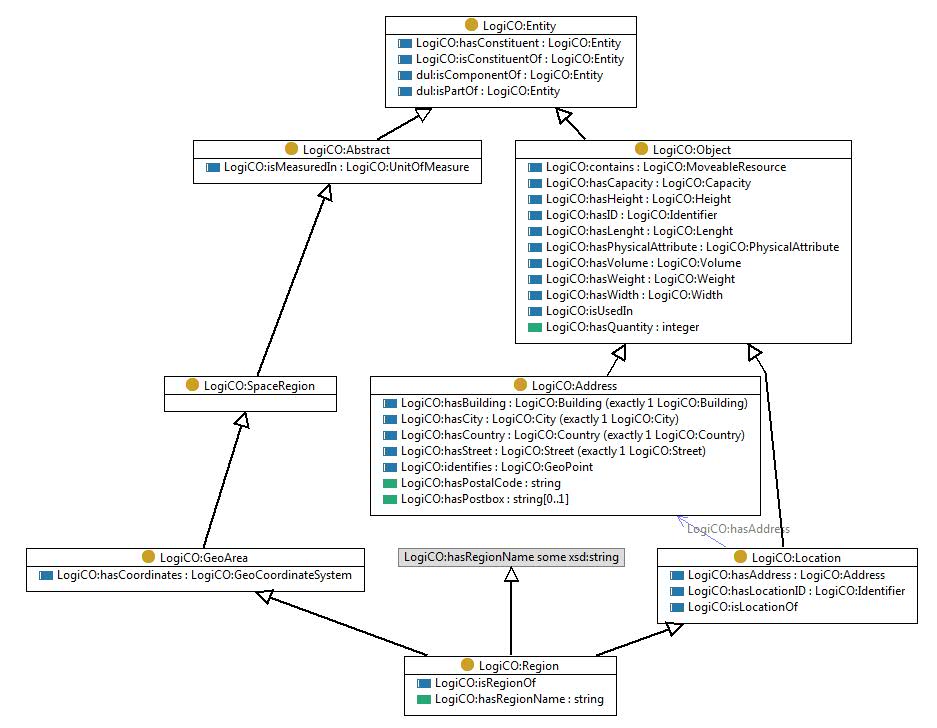 LogiCO:Entity
LogiCO:hasConstituent : LogiCO:Entity
LogiCO:isConstituentOf : LogiCO:Entity
dul:isComponentOf : LogiCO:Entity
dul:isPartOf : LogiCO:Entity
LogiCO:Abstract
LogiCO:isMeasuredIn : LogiCO:UnitOfMeasure
LogiCO:Object
LogiCO:contains : LogiCO:MoveableResource
LogiCO:hasCapacity : LogiCO:Capacity
LogiCO:hasHeight : LogiCO:Height
LogiCO:hasID : LogiCO:Identifier
LogiCO:hasLenght : LogiCO:Lenght
LogiCO:hasPhysicalAttribute : LogiCO:PhysicalAttribute
LogiCO:hasVolume : LogiCO:Volume
LogiCO:hasWeight : LogiCO:Weight
LogiCO:hasWidth : LogiCO:Width
LogiCO:isUsedIn
LogiCO:hasQuantity : integer
LogiCO:SpaceRegion
LogiCO:Address
LogiCO:hasBuilding : LogiCO:Building (exactly 1 LogiCO:Building)
LogiCO:hasCity : LogiCO:City (exactly 1 LogiCO:City)
LogiCO:hasCountry : LogiCO:Country (exactly 1 LogiCO:Country)
LogiCO:hasStreet : LogiCO:Street (exactly 1 LogiCO:Street)
LogiCO:identifies : LogiCO:GeoPoint
LogiCO:hasPostalCode : string
LogiCO:hasPostbox : string[0..1]
LogiCO:hasAddress
LogiCO:GeoArea
LogiCO:hasCoordinates : LogiCO:GeoCoordinateSystem
LogiCO:hasRegionName some xsd:string
LogiCO:Location
LogiCO:hasAddress : LogiCO:Address
LogiCO:hasLocationID : LogiCO:Identifier
LogiCO:isLocationOf
LogiCO:Region
LogiCO:isRegionOf
LogiCO:hasRegionName : string